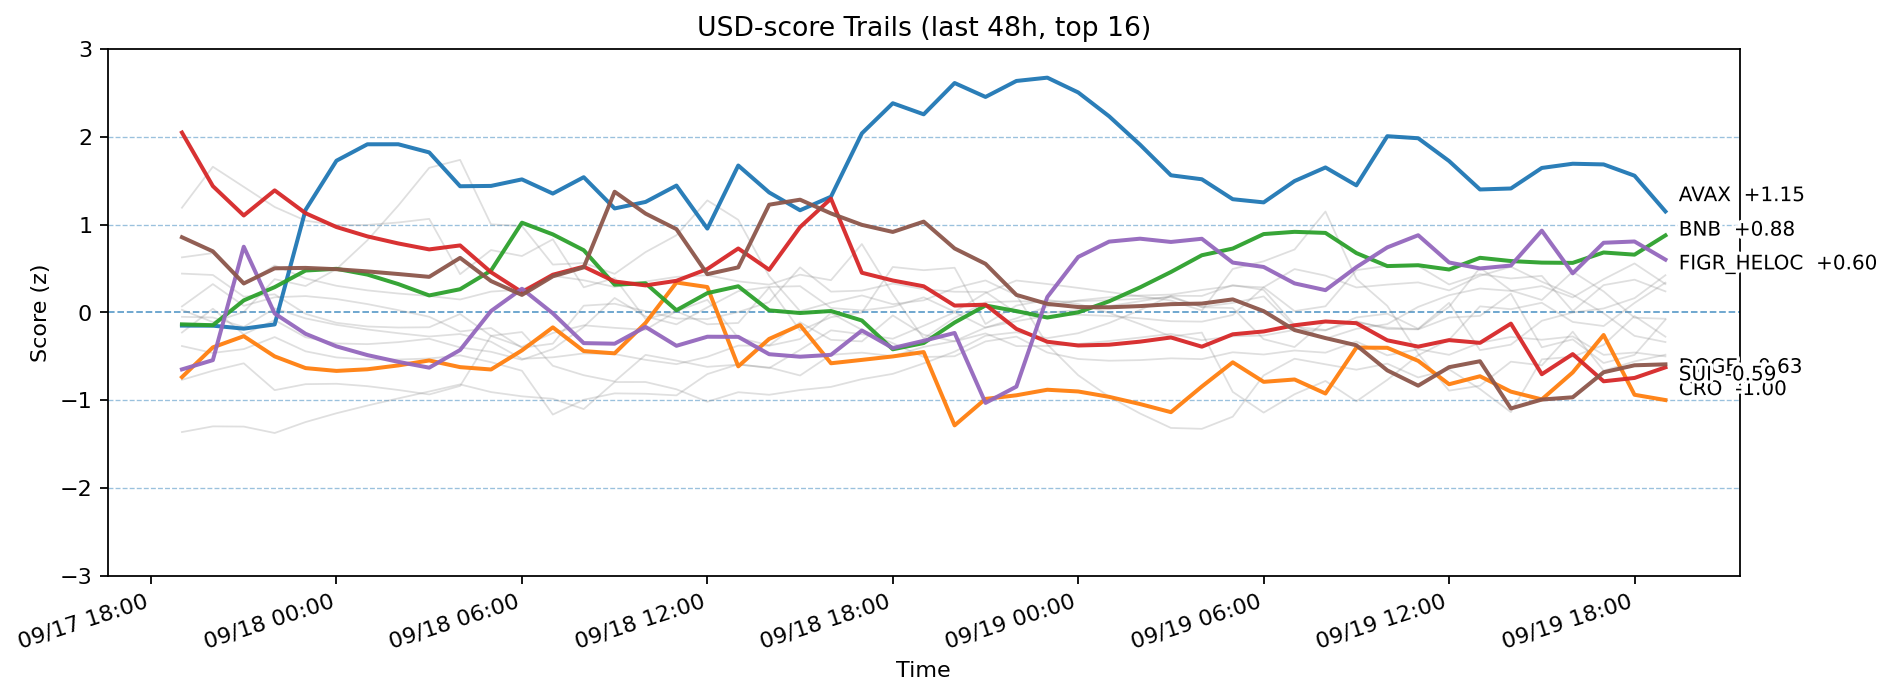 USD-score Trails (last 48h, top 16)
3
2
1
0
−1
−2
−3
Score (z)
AVAX +1.15
BNB +0.88
FIGR_HELOC +0.60
SUI -0.59
CRO -1.00
09/17 18:00
09/18 00:00
09/18 06:00
09/18 12:00
09/18 18:00
09/19 00:00
09/19 06:00
09/19 12:00
09/19 18:00
Time